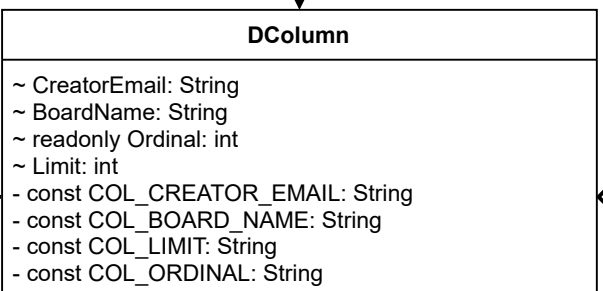 DColumn
~ CreatorEmail: String
~ BoardName: String
~ readonly Ordinal: int
~ Limit: int
- const COL_CREATOR_EMAIL: String
- const COL_BOARD_NAME: String
- const COL_LIMIT: String
- const COL_ORDINAL: String